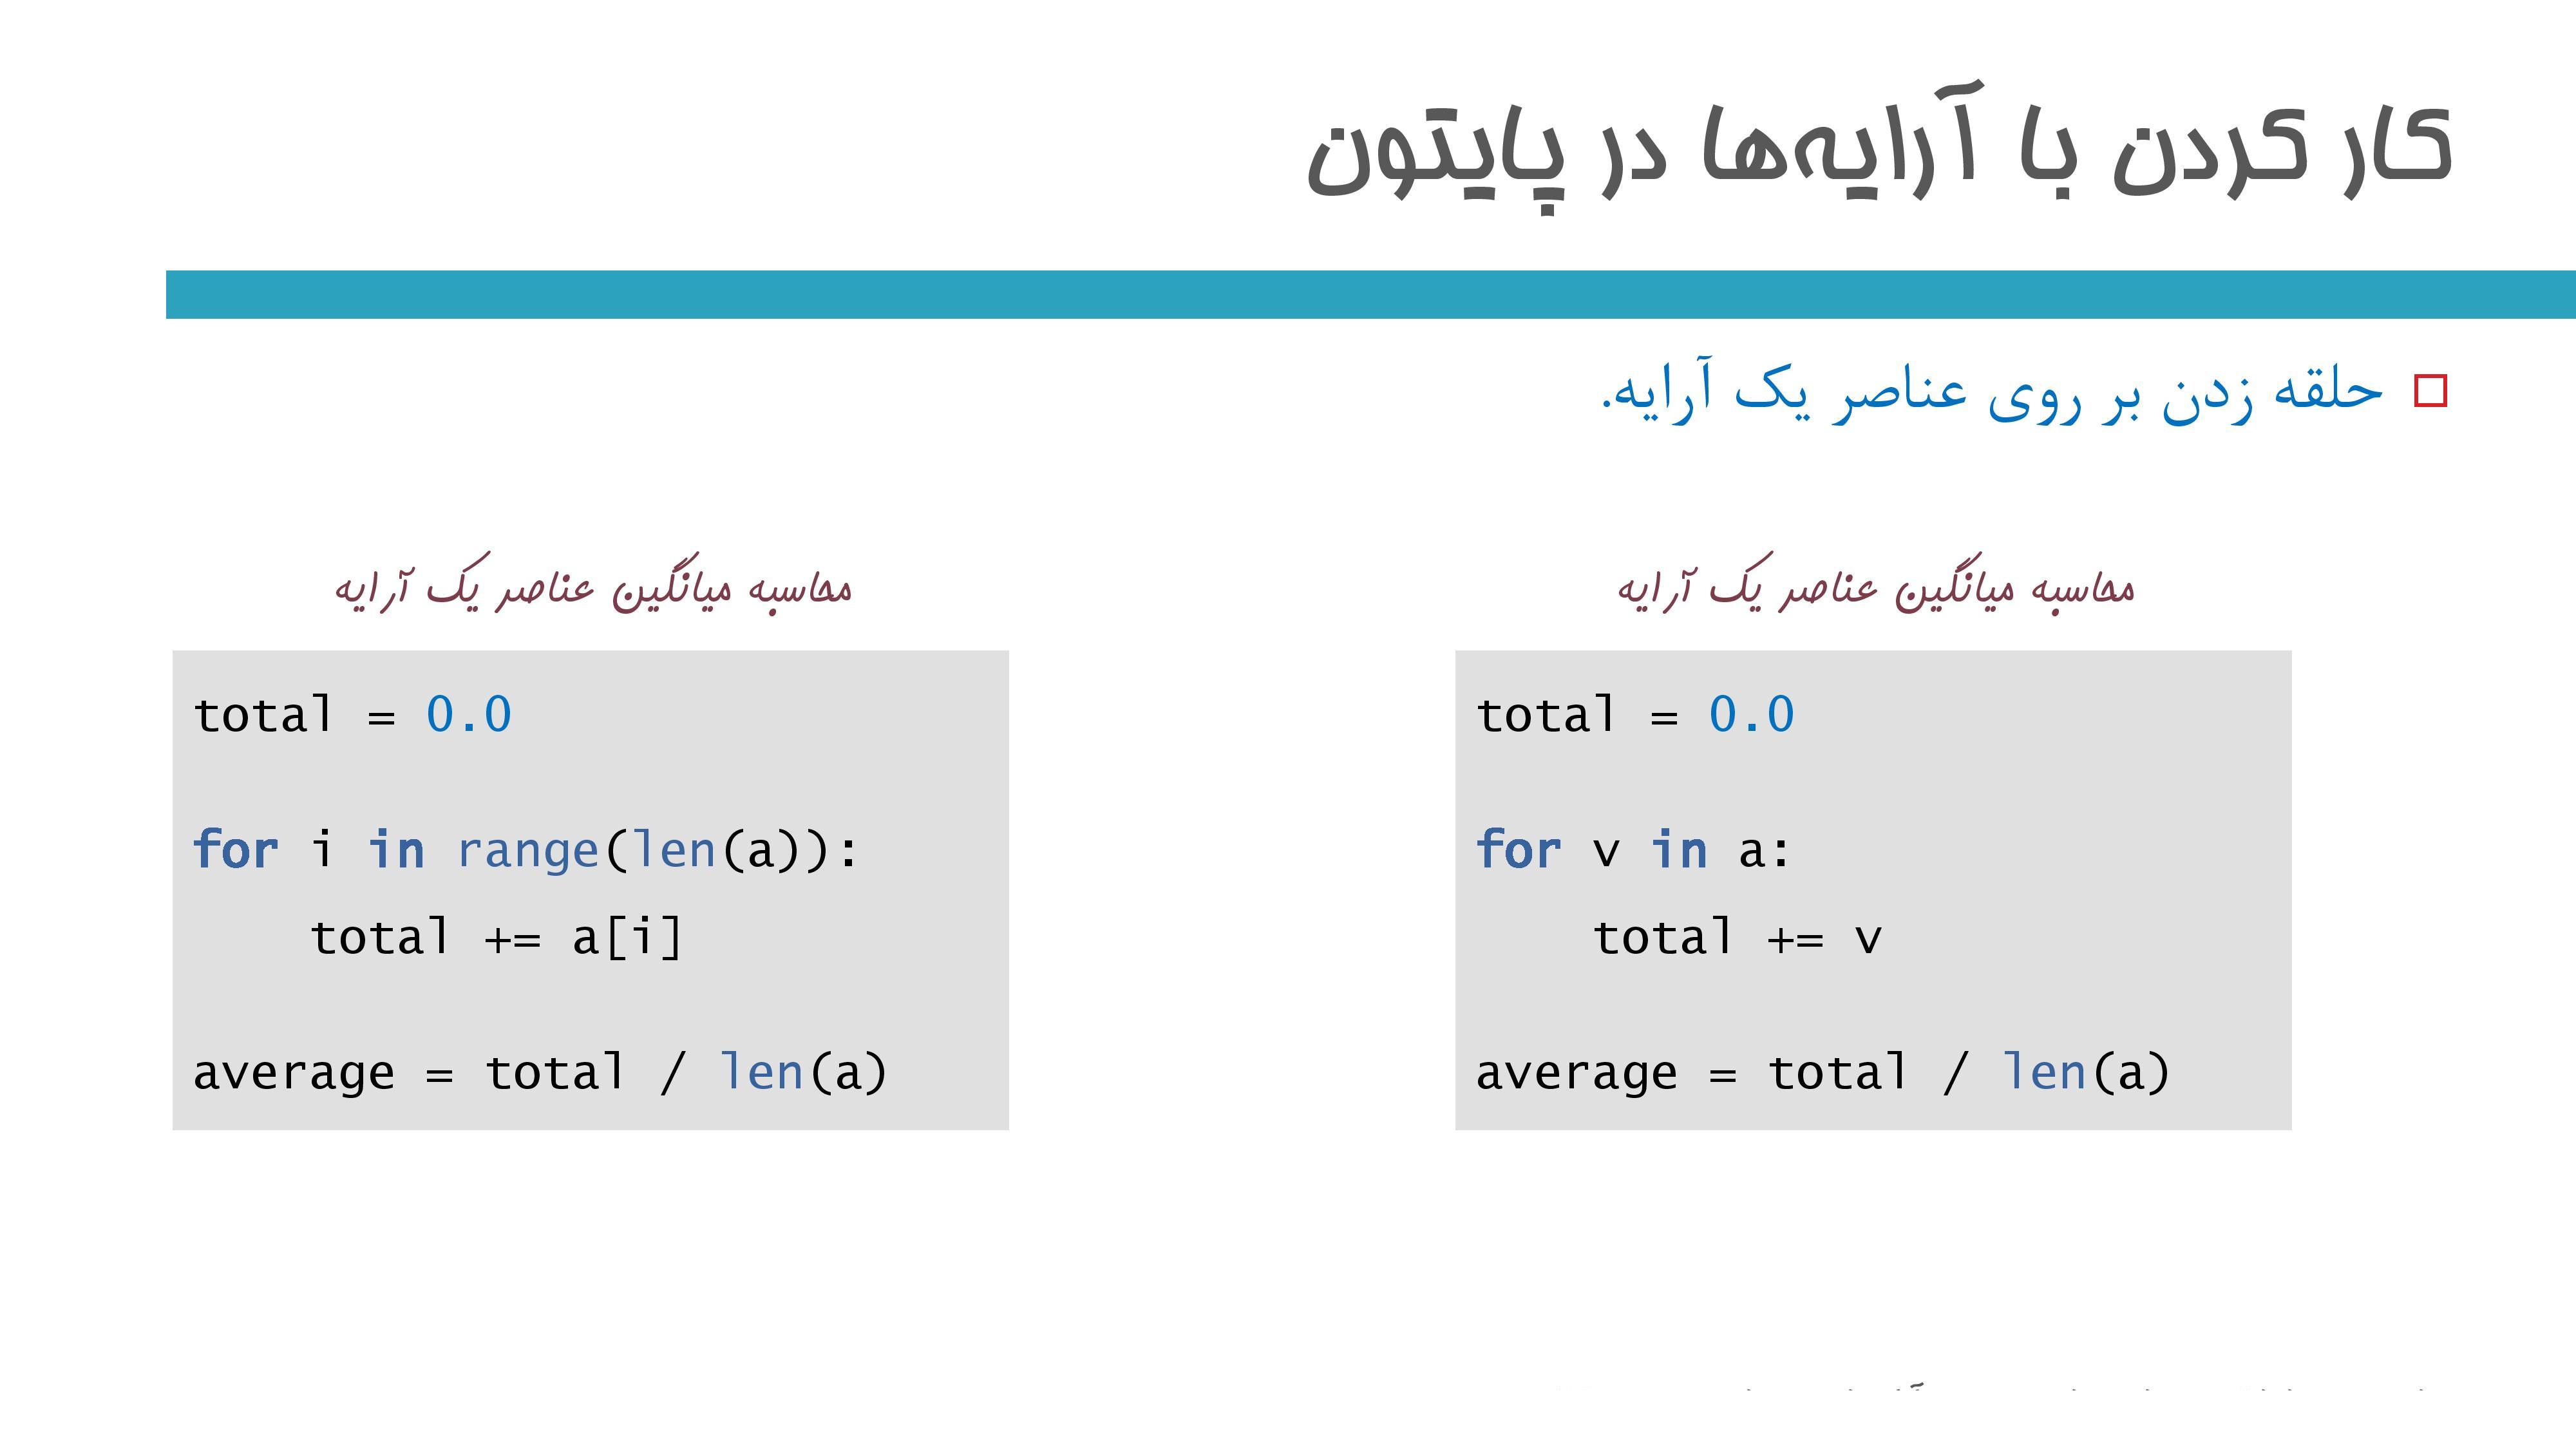 کار کردن با آرایه‌ها در پایتون
حلقه زدن بر روی عناصر یک آرایه.
محاسبه میانگین عناصر یک آرایه
total = 0.0
for v in a:
    total += v
average = total / len(a)
محاسبه میانگین عناصر یک آرایه
total = 0.0
for i in range(len(a)):
    total += a[i]
average = total / len(a)